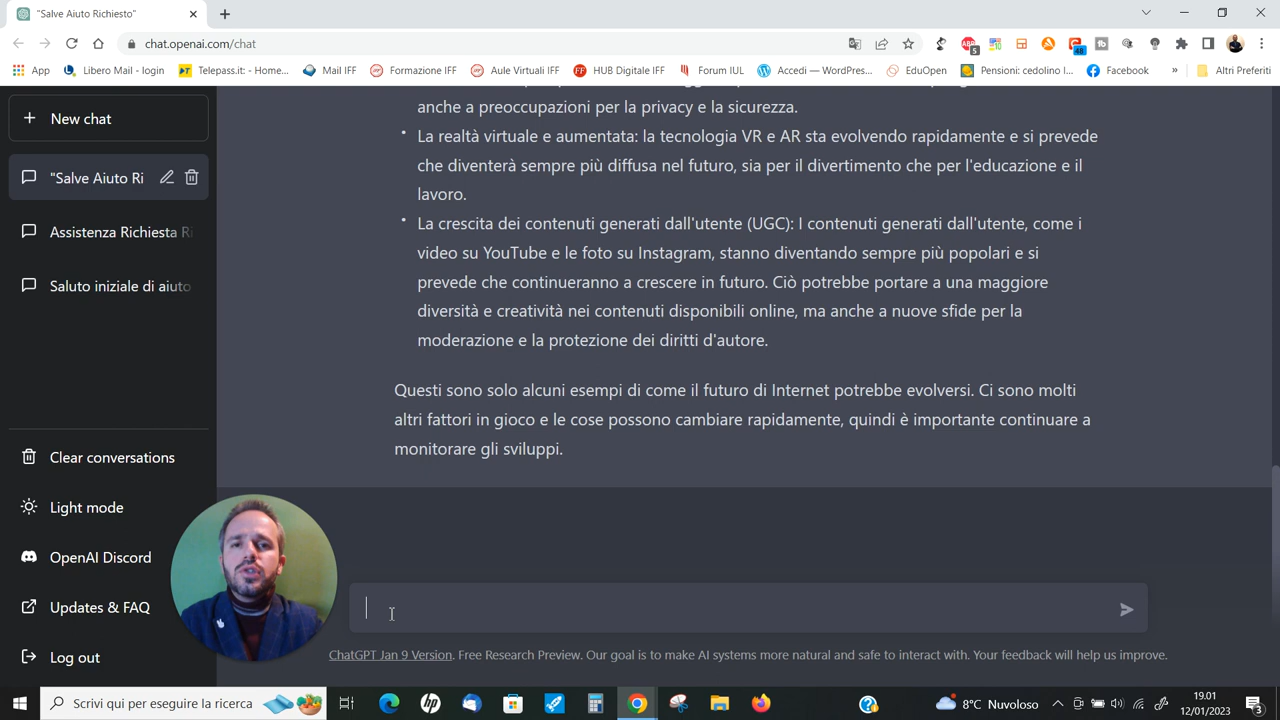 "Salve Aiuto Richiesto"
chat.openai.com/chat
5
10
48
App
Libero Mail - login
Telepass.it: - Home...
Mail IFF
Formazione IFF
Aule Virtuali IFF
HUB Digitale IFF
Forum IUL
Accedi — WordPres...
EduOpen
Pensioni: cedolino i...
Facebook
»
Altri Preferiti
New chat
"Salve Aiuto Ri
Assistenza Richiesta R
Saluto iniziale di aiuto
Clear conversations
Light mode
OpenAI Discord
Updates & FAQ
Log out
anche a preoccupazioni per la privacy e la sicurezza.
• La realtà virtuale e aumentata: la tecnologia VR e AR sta evolvendo rapidamente e si prevede
che diventerà sempre più diffusa nel futuro, sia per il divertimento che per l'educazione e il
lavoro.
• La crescita dei contenuti generati dall'utente (UGC): I contenuti generati dall'utente, come i
video su YouTube e le foto su Instagram, stanno diventando sempre più popolari e si
prevede che continueranno a crescere in futuro. Ciò potrebbe portare a una maggiore
diversità e creatività nei contenuti disponibili online, ma anche a nuove sfide per la
moderazione e la protezione dei diritti d'autore.
Questi sono solo alcuni esempi di come il futuro di Internet potrebbe evolversi. Ci sono molti
altri fattori in gioco e le cose possono cambiare rapidamente, quindi è importante continuare a
monitorare gli sviluppi.
ChatGPT Jan 9 Version. Free Research Preview. Our goal is to make AI systems more natural and safe to interact with. Your feedback will help us improve.
Scrivi qui per eseguire la ricerca
8°C Nuvoloso
19.01
12/01/2023
3